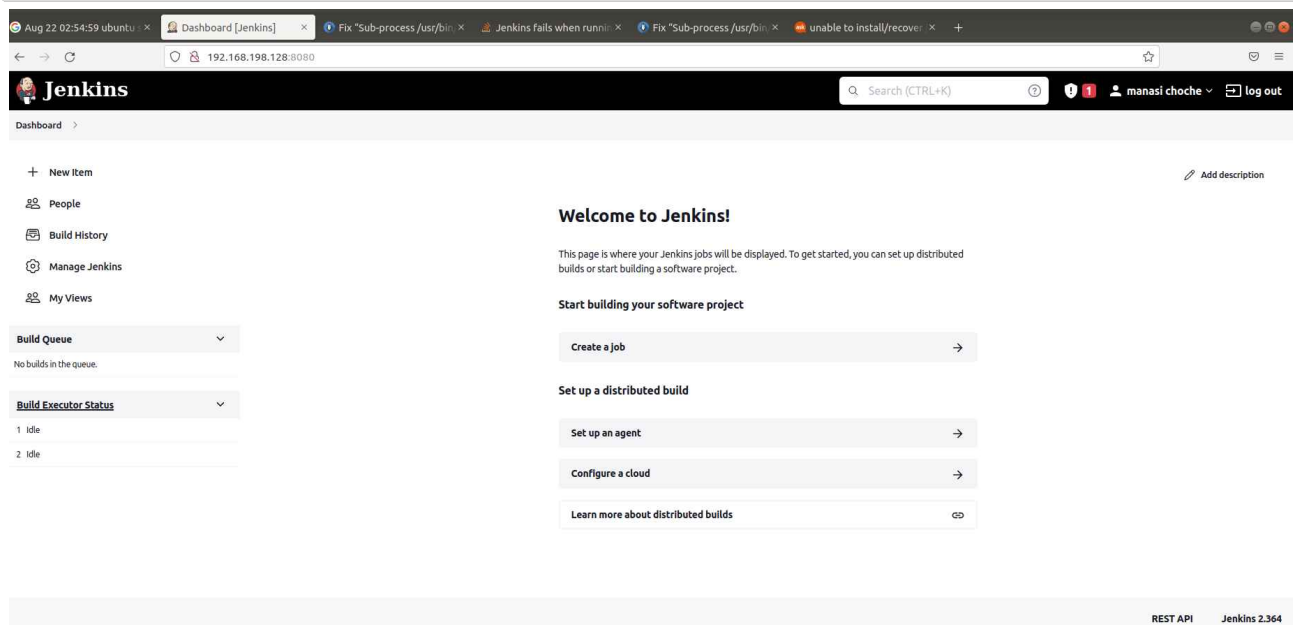 Aug 22 02:54:59 ubuntu s
Dashboard [Jenkins]
Fix "Sub-process /usr/bin/
Jenkins fails when runnin
Fix "Sub-process /usr/bin/
unable to install/recover
192.168.198.128:8080
Jenkins
Search (CTRL+K)
1
manasi choche
log out
Dashboard
New Item
People
Build History
Manage Jenkins
My Views
Build Queue
No builds in the queue.
Build Executor Status
1 Idle
2 Idle
Add description
Welcome to Jenkins!
This page is where your Jenkins jobs will be displayed. To get started, you can set up distributed
builds or start building a software project.
Start building your software project
Create a job
Set up a distributed build
Set up an agent
Configure a cloud
Learn more about distributed builds
REST API
Jenkins 2.364